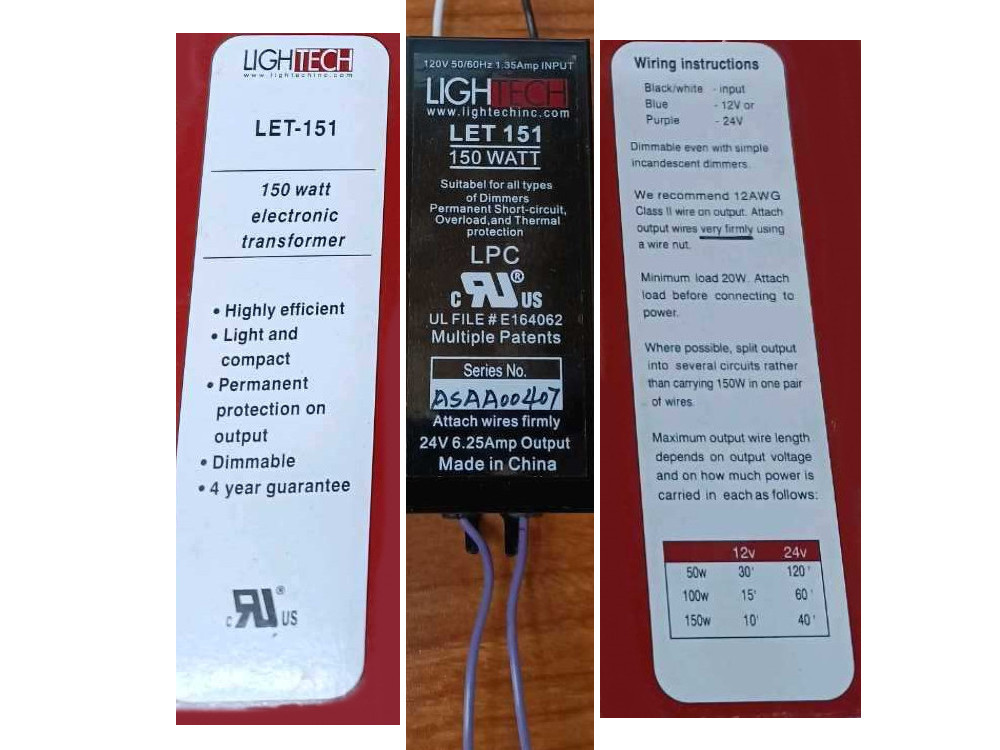 LIGHTECH
www.lightechinc.com
LET-151
150 watt
electronic
transformer
• Highly efficient
• Light and
compact
• Permanent
protection on
output
• Dimmable
• 4 year guarantee
c RU ® US
120V 50/60Hz 1.35Amp INPUT
LIGHTECH
www.lightechinc.com
LET 151
150 WATT
Suitabel for all types
of Dimmers
Permanent Short-circuit,
Overload,and Thermal
protection
LPC
c RU ® US
UL FILE # E164062
Multiple Patents
Series No.
ASAA00407
Attach wires firmly
24V 6.25Amp Output
Made in China
Wiring instructions
Black/white - input
Blue - 12V or
Purple - 24V
Dimmable even with simple
incandescent dimmers.
We recommend 12AWG
Class II wire on output. Attach
output wires very firmly using
a wire nut.
Minimum load 20W. Attach
load before connecting to
power.
Where possible, split output
into several circuits rather
than carrying 150W in one pair
of wires.
Maximum output wire length
depends on output voltage
and on how much power is
carried in each as follows:
12v 24v
50w 30' 120'
100w 15' 60'
150w 10' 40'